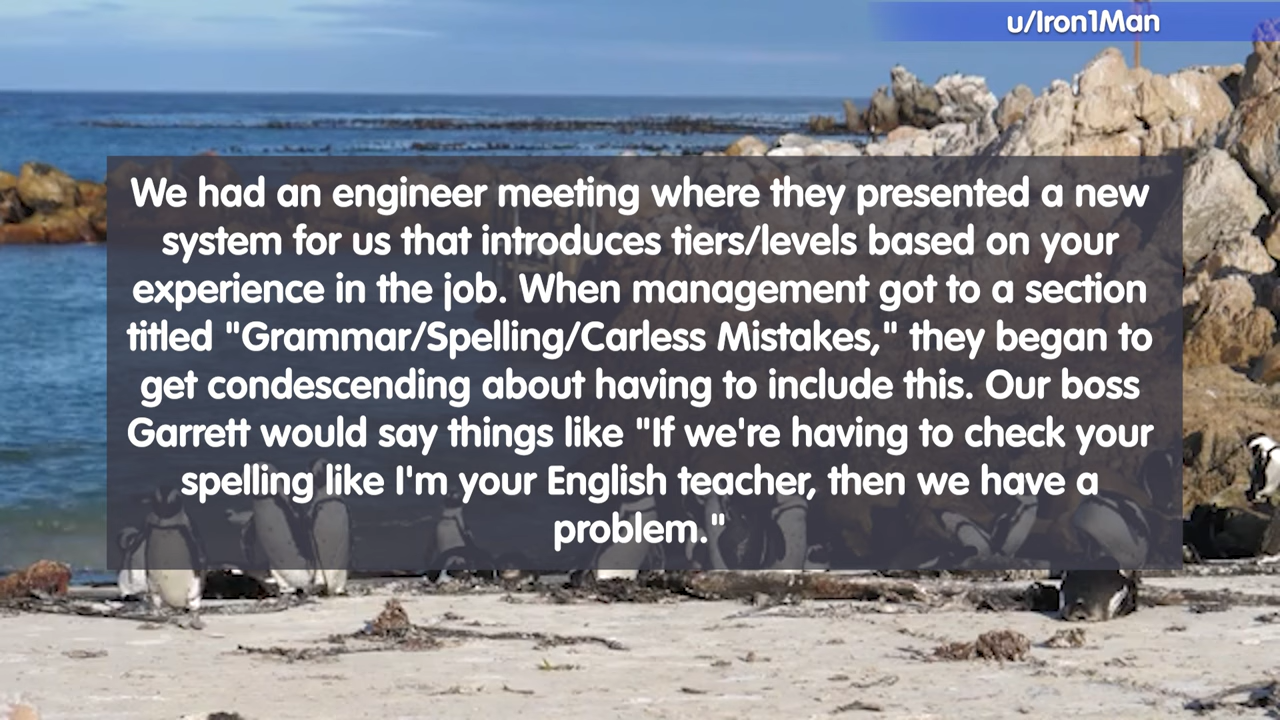 u/Iron1Man
We had an engineer meeting where they presented a new
system for us that introduces tiers/levels based on your
experience in the job. When management got to a section
titled "Grammar/Spelling/Carless Mistakes," they began to
get condescending about having to include this. Our boss
Garrett would say things like "If we're having to check your
spelling like I'm your English teacher, then we have a
problem."